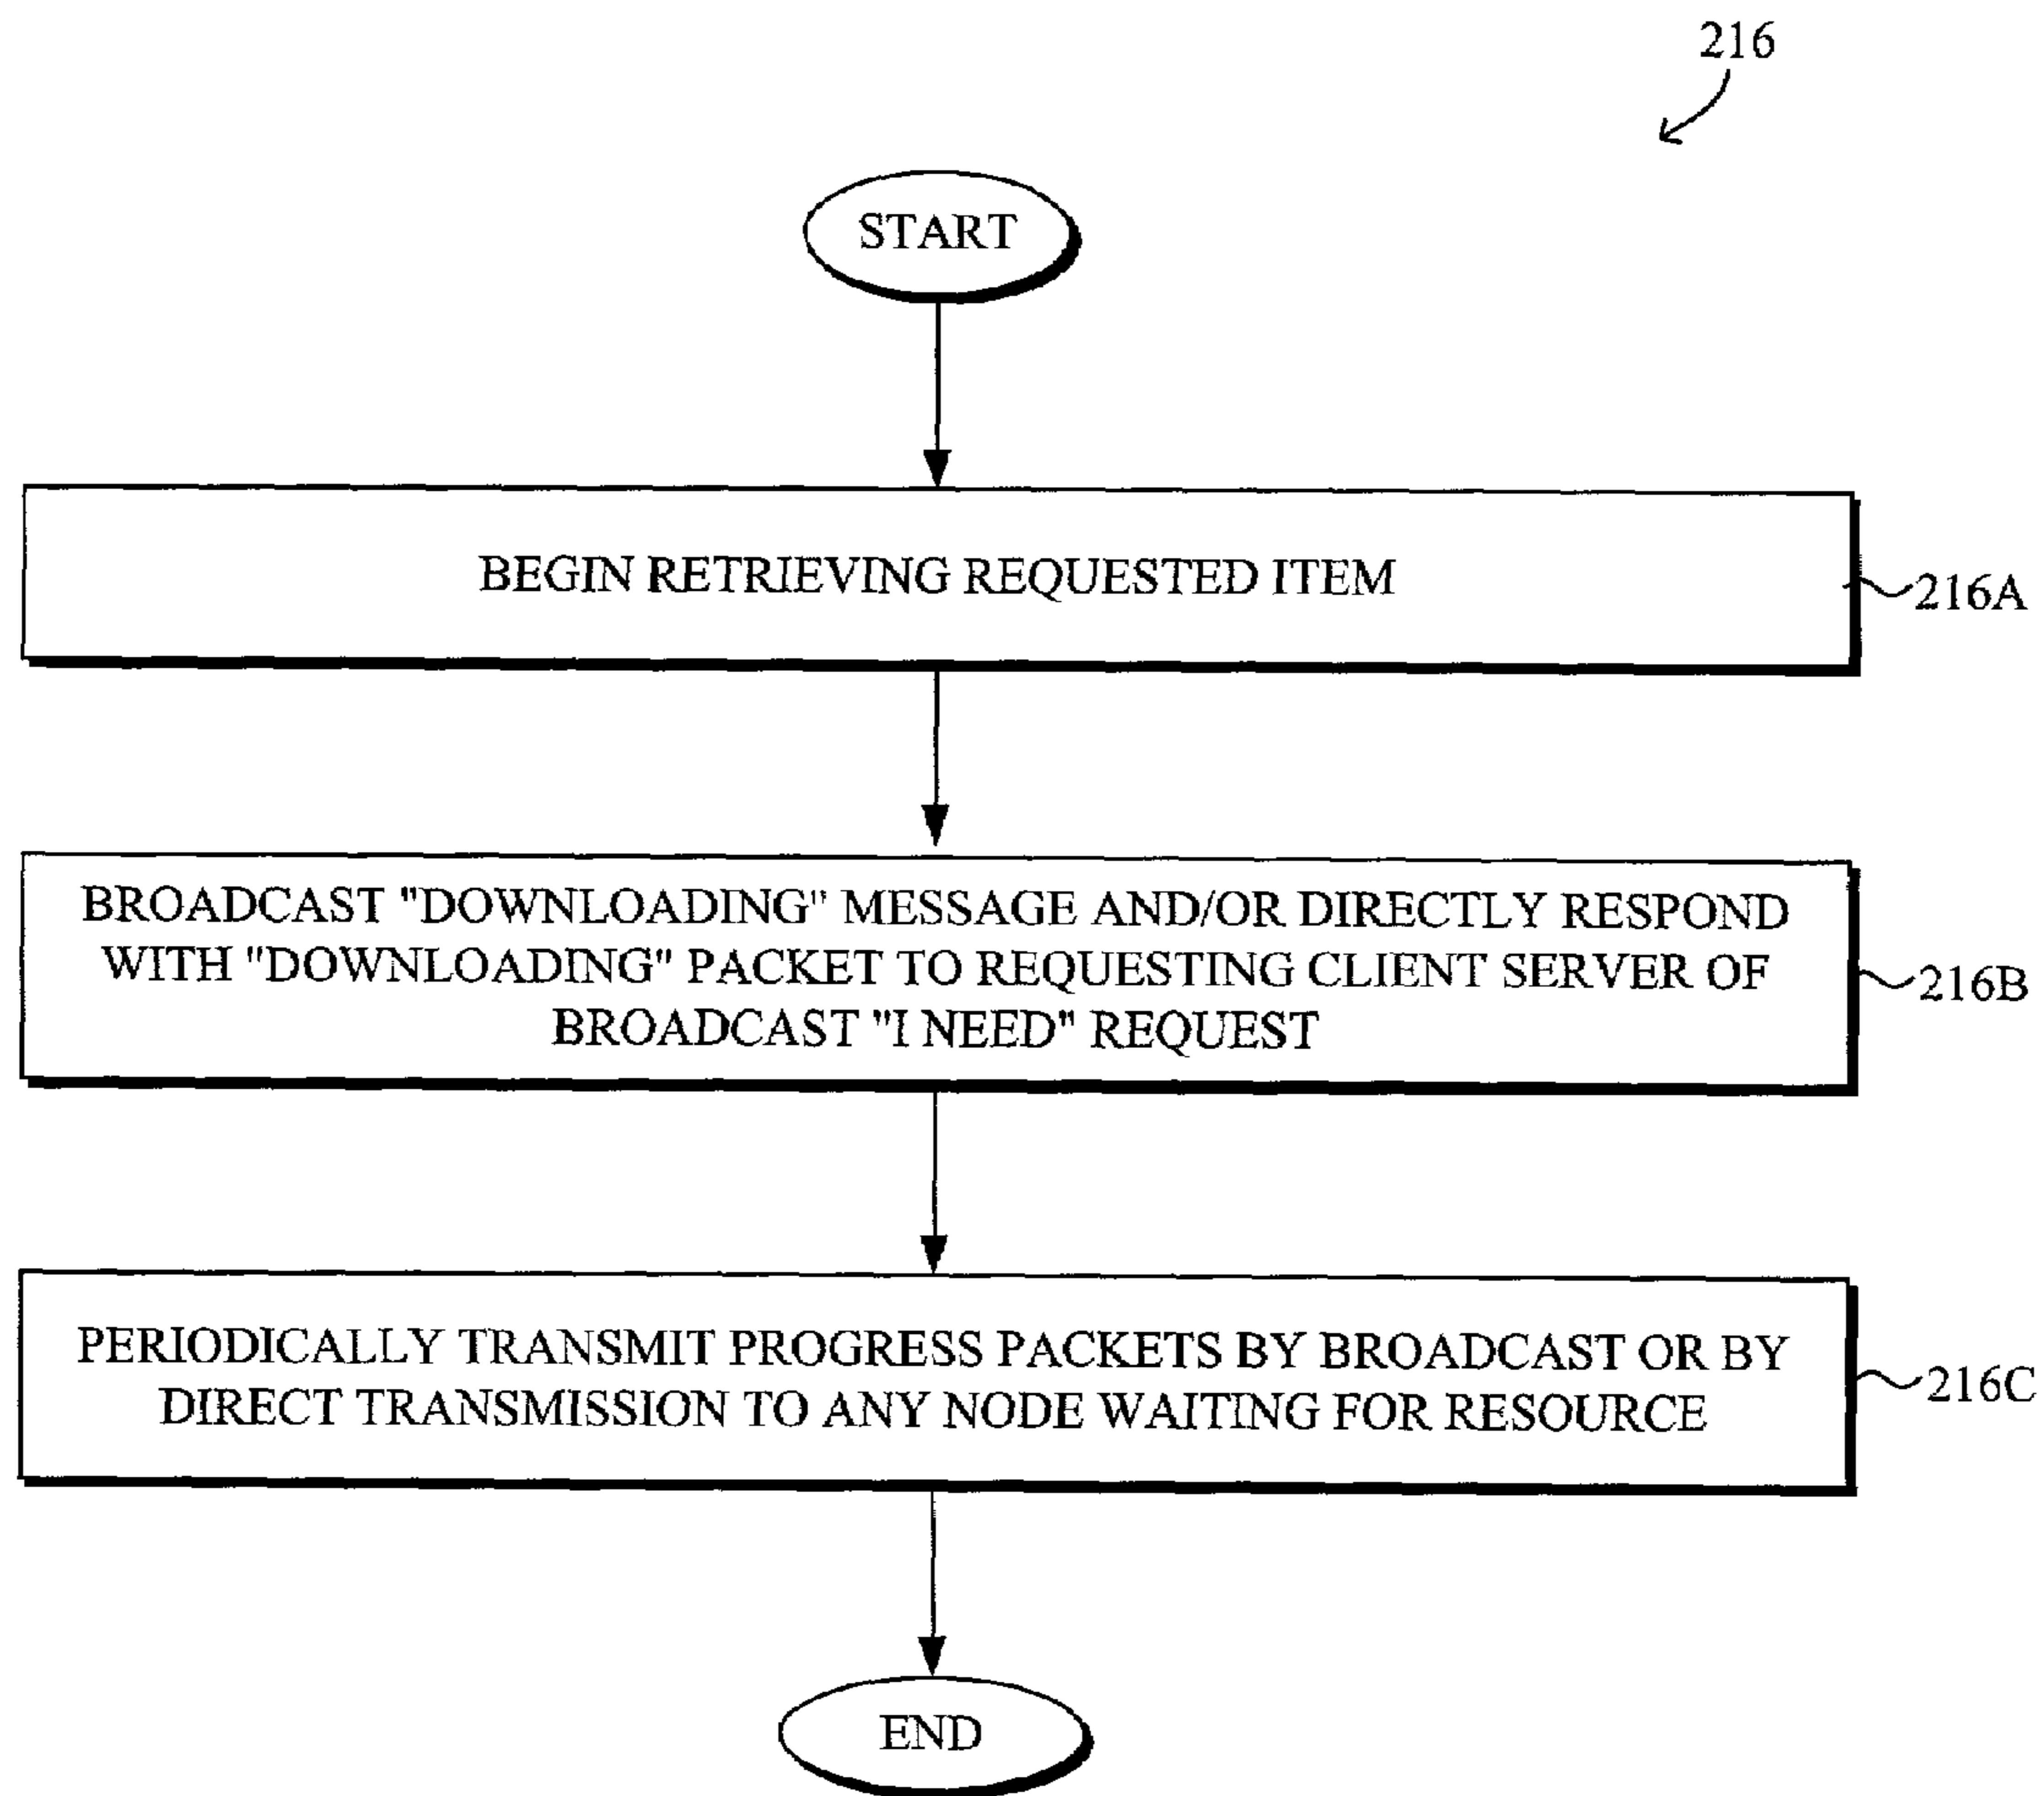 216
START
BEGIN RETRIEVING REQUESTED ITEM
216A
BROADCAST "DOWNLOADING" MESSAGE AND/OR DIRECTLY RESPOND
WITH "DOWNLOADING" PACKET TO REQUESTING CLIENT SERVER OF
BROADCAST "I NEED" REQUEST
216B
PERIODICALLY TRANSMIT PROGRESS PACKETS BY BROADCAST OR BY
DIRECT TRANSMISSION TO ANY NODE WAITING FOR RESOURCE
216C
END